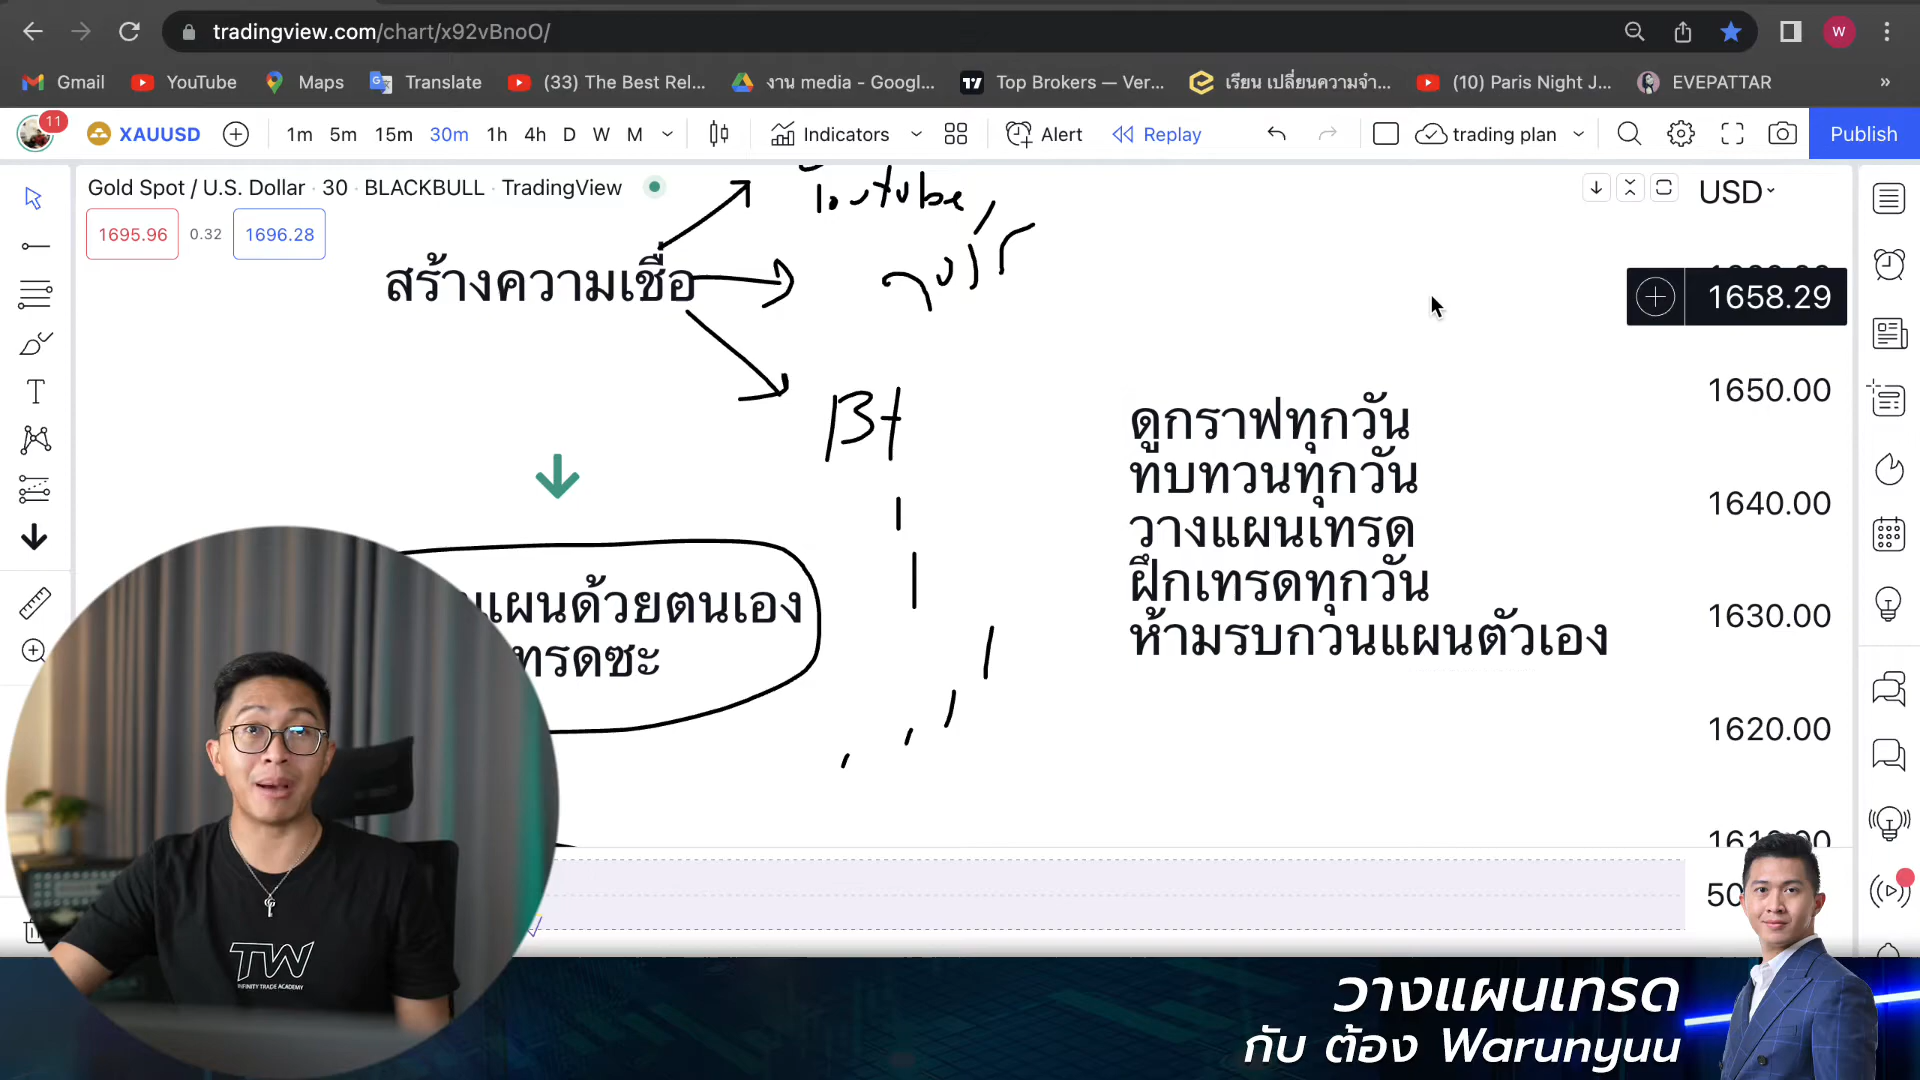 tradingview.com/chart/x92vBnoO/
W
Gmail
YouTube
Maps
Translate
(33) The Best Rel...
งาน media - Googl...
Top Brokers — Ver...
เรียน เปลี่ยนความจำ...
(10) Paris Night J...
EVEPATTAR
»
11
XAUUSD
1m 5m 15m 30m 1h 4h D W M
Indicators
Alert
Replay
trading plan
Publish
Gold Spot / U.S. Dollar · 30 · BLACKBULL · TradingView
USD
1695.96
0.32
1696.28
Youtube
สร้างความเชื่อ
1658.29
1650.00
1640.00
1630.00
1620.00
Bt
ดูกราฟทุกวัน
ทบทวนทุกวัน
วางแผนเทรด
ฝึกเทรดทุกวัน
ห้ามรบกวนแผนตัวเอง
แผนด้วยตนเอง
ทรดซะ
TW
INFINITY TRADE ACADEMY
วางแผนเทรด
กับ ต้อง Warunyuu